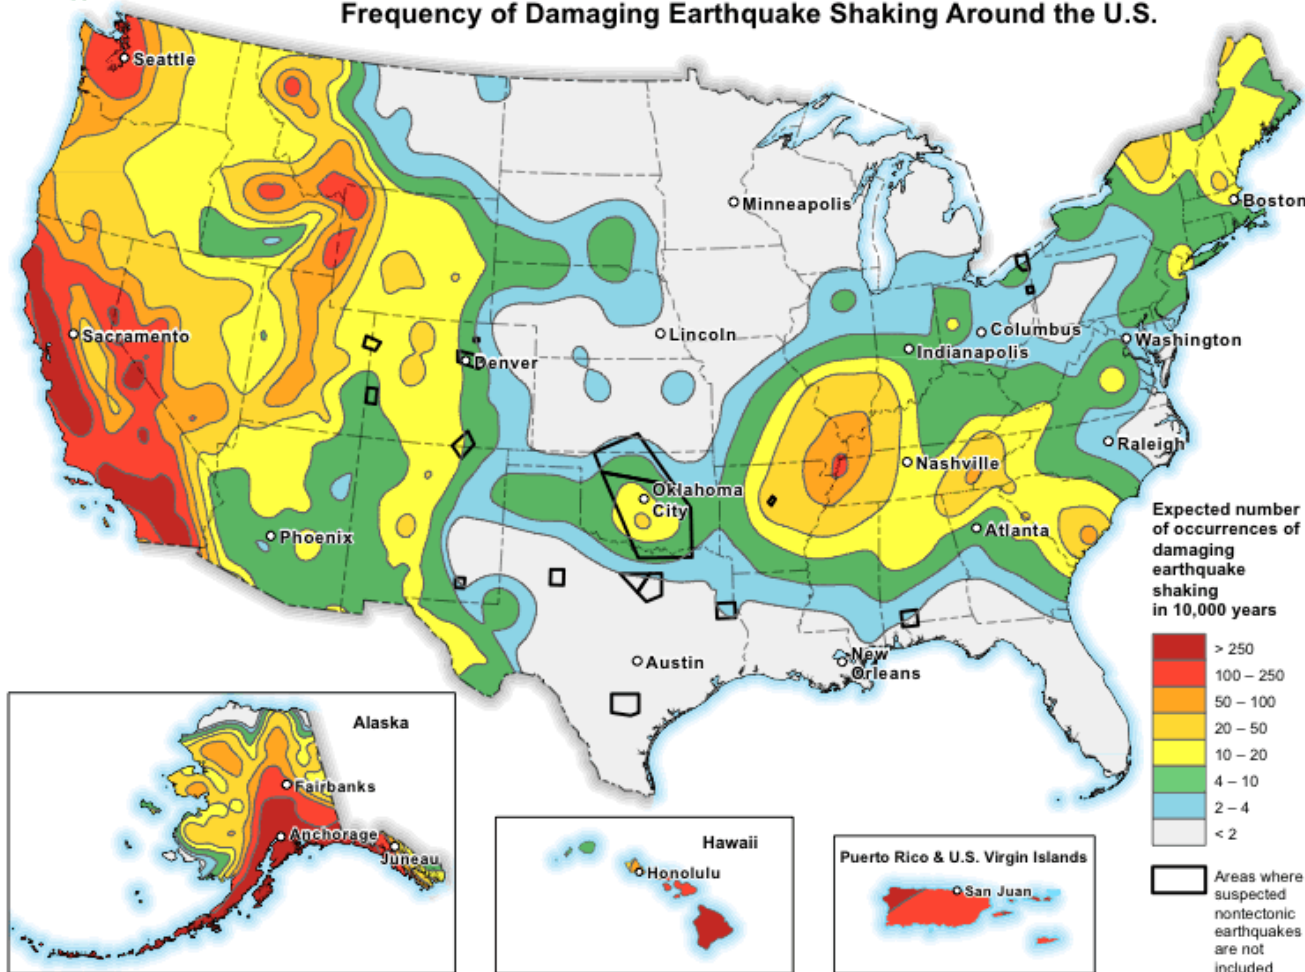 Frequency of Damaging Earthquake Shaking Around the U.S.
Seattle
Minneapolis
Boston
Sacramento
Lincoln
Columbus
Washington
Indianapolis
Denver
Raleigh
Nashville
Oklahoma
City
Phoenix
Atlanta
Austin
New
Orleans
Expected number
of occurrences of
damaging
earthquake
shaking
in 10,000 years
> 250
100 – 250
50 – 100
20 – 50
10 – 20
4 – 10
2 – 4
< 2
Areas where
suspected
nontectonic
earthquakes
are not
included
Alaska
Fairbanks
Anchorage
Juneau
Hawaii
Honolulu
Puerto Rico & U.S. Virgin Islands
San Juan